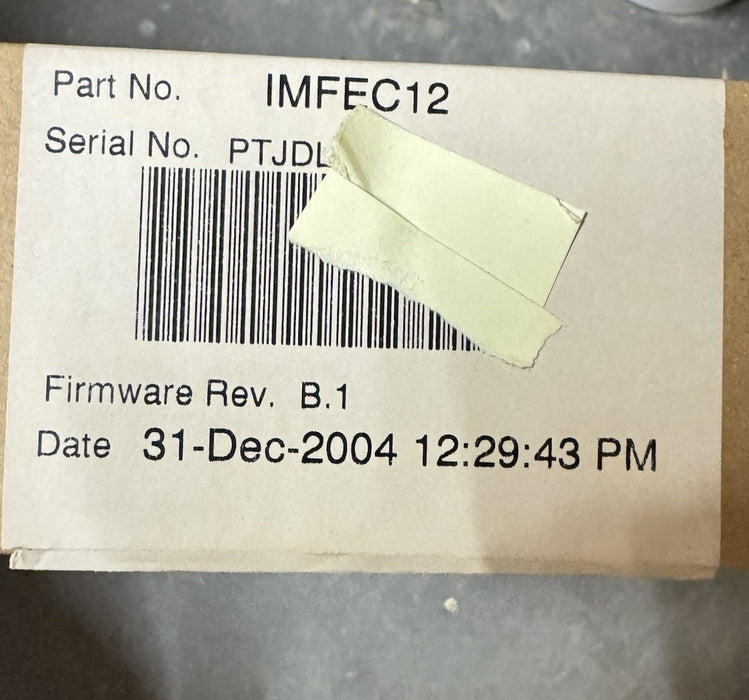 Part No. IMFEC12
Serial No. PTJDL
Firmware Rev. B.1
Date 31-Dec-2004 12:29:43 PM